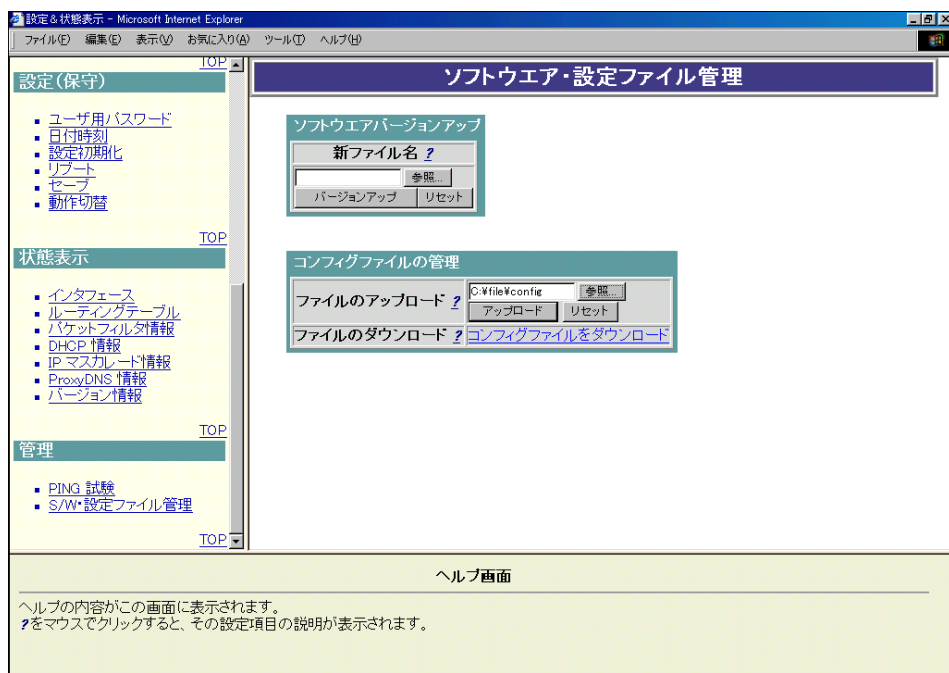 設定&状態表示 - Microsoft Internet Explorer
ファイル(F) 編集(E) 表示(V) お気に入り(A) ツール(T) ヘルプ(H)
TOP
設定(保守)
ユーザ用パスワード
日付時刻
設定初期化
リブート
セーブ
動作切替
TOP
状態表示
インタフェース
ルーティングテーブル
パケットフィルタ情報
DHCP 情報
IP マスカレード情報
ProxyDNS 情報
バージョン情報
TOP
管理
PING 試験
S/W・設定ファイル管理
TOP
ソフトウエア・設定ファイル管理
ソフトウエアバージョンアップ
新ファイル名 ?
参照...
バージョンアップ リセット
コンフィグファイルの管理
ファイルのアップロード ? C:¥file¥config 参照...
アップロード リセット
ファイルのダウンロード ? コンフィグファイルをダウンロード
ヘルプ画面
ヘルプの内容がこの画面に表示されます。
?をマウスでクリックすると、その設定項目の説明が表示されます。